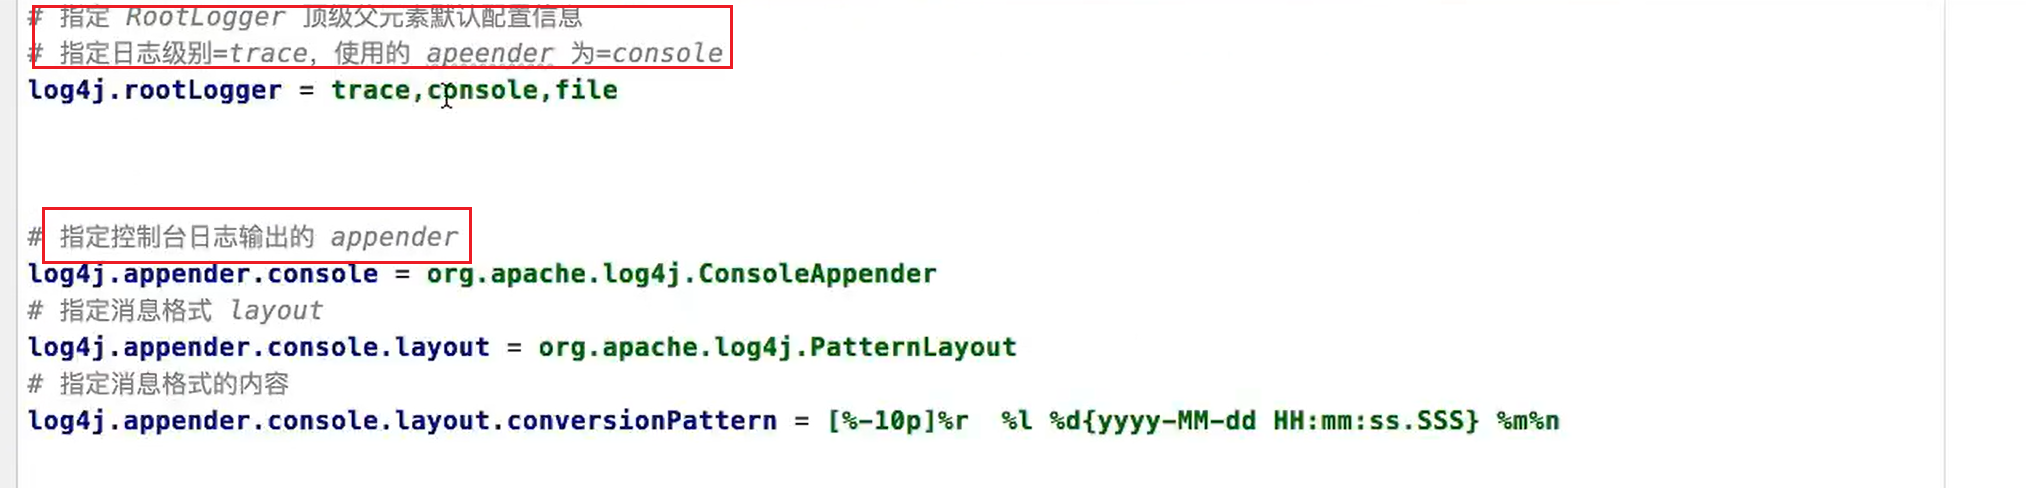 # 指定 RootLogger 顶级父元素默认配置信息
# 指定日志级别=trace, 使用的 apeender 为=console
log4j.rootLogger = trace,console,file
# 指定控制台日志输出的 appender
log4j.appender.console = org.apache.log4j.ConsoleAppender
# 指定消息格式 layout
log4j.appender.console.layout = org.apache.log4j.PatternLayout
# 指定消息格式的内容
log4j.appender.console.layout.conversionPattern = [%-10p]%r  %l %d{yyyy-MM-dd HH:mm:ss.SSS} %m%n